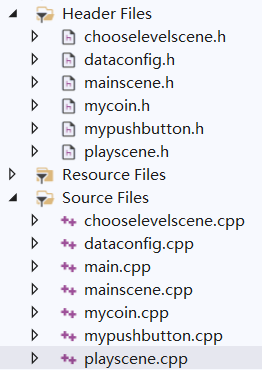 Header Files
chooselevelscene.h
dataconfig.h
mainscene.h
mycoin.h
mypushbutton.h
playscene.h
Resource Files
Source Files
chooselevelscene.cpp
dataconfig.cpp
main.cpp
mainscene.cpp
mycoin.cpp
mypushbutton.cpp
playscene.cpp